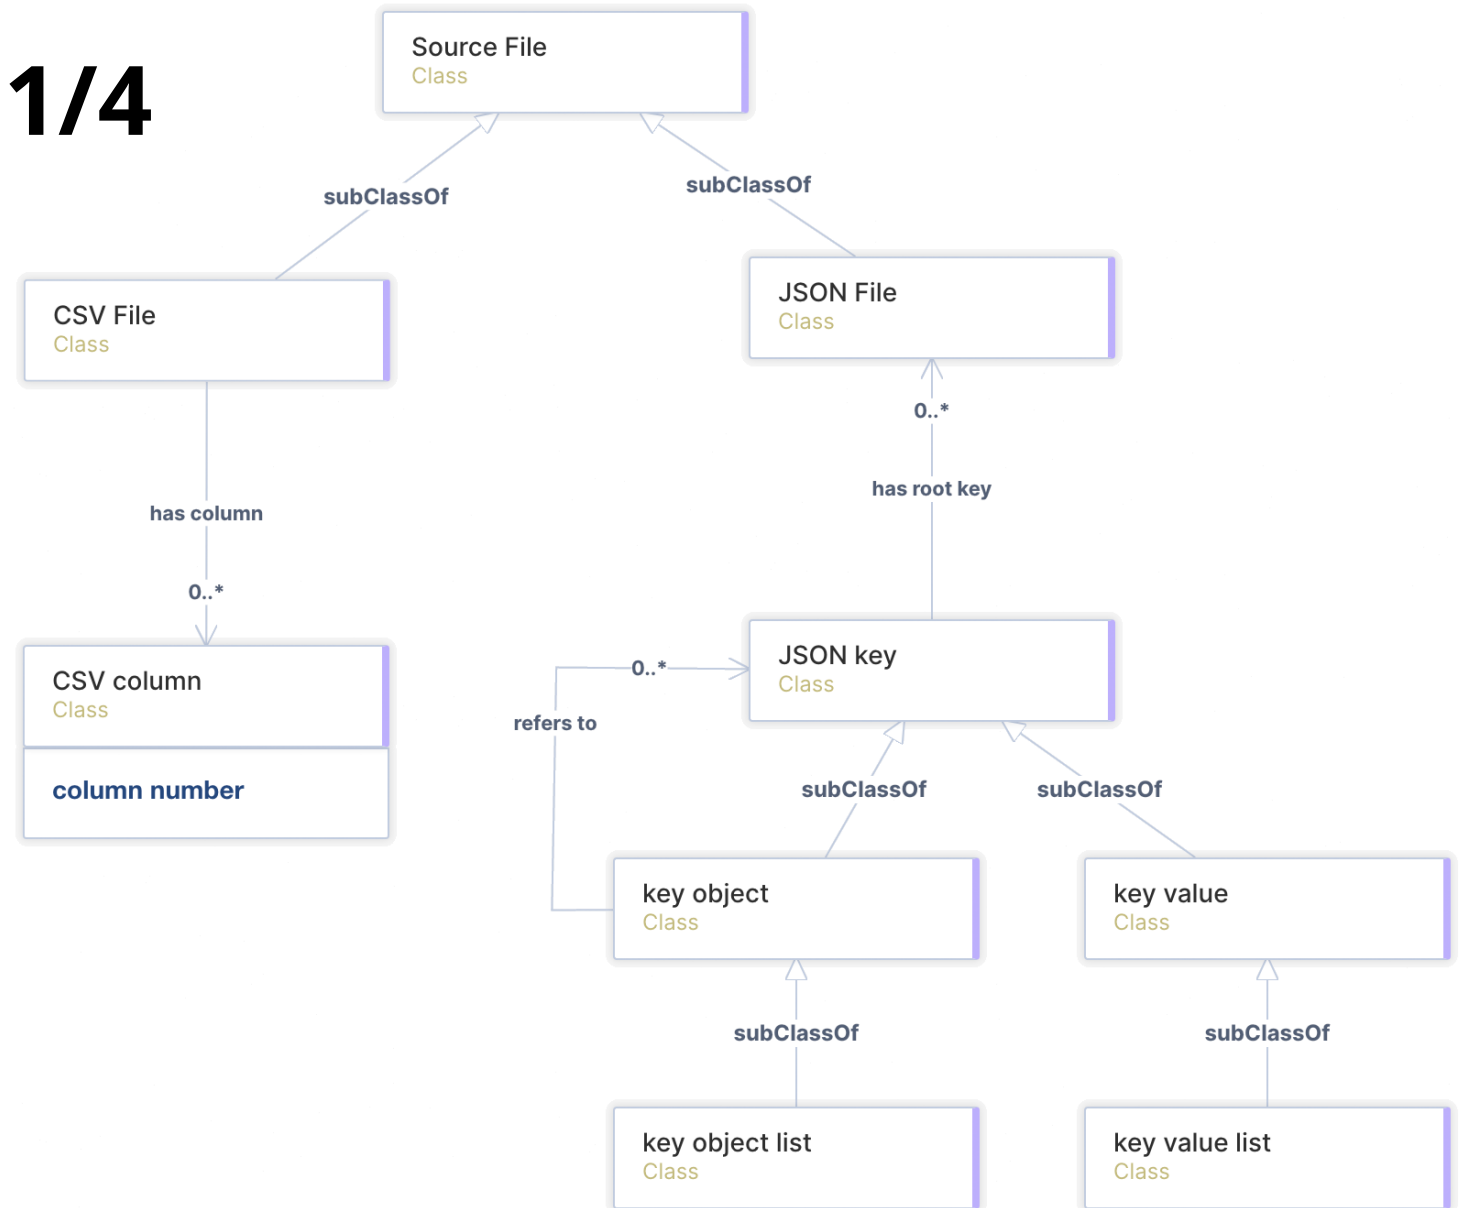 Source File
Class
1/4
subClassOf
subClassOf
CSV File
Class
JSON File
Class
0..*
has root key
has column
0..*
CSV column
Class
column number
JSON key
Class
0..*
refers to
subClassOf
subClassOf
key object
Class
key value
Class
subClassOf
subClassOf
key object list
Class
key value list
Class